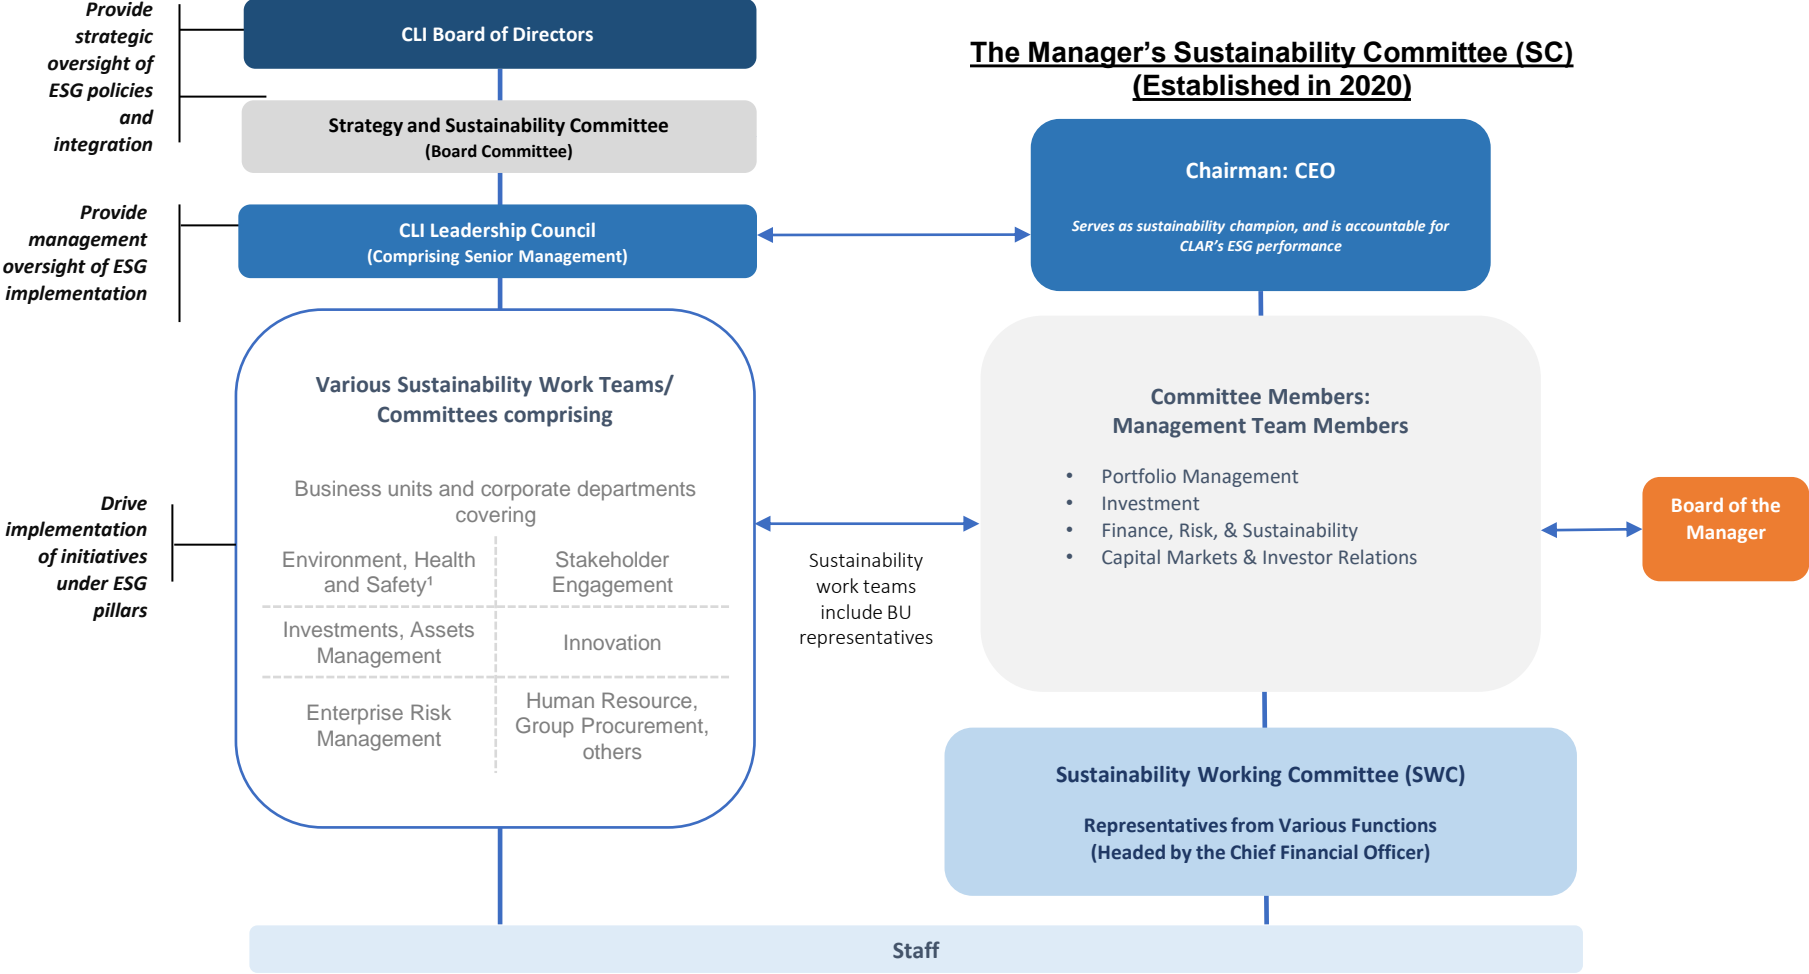 Provide
strategic
oversight of
ESG policies
and
integration
CLI Board of Directors
Strategy and Sustainability Committee
(Board Committee)
Provide
management
oversight of ESG
implementation
CLI Leadership Council
(Comprising Senior Management)
Drive
implementation
of initiatives
under ESG
pillars
Various Sustainability Work Teams/
Committees comprising
Business units and corporate departments
covering
Environment, Health
and Safety¹
Stakeholder
Engagement
Investments, Assets
Management
Innovation
Enterprise Risk
Management
Human Resource,
Group Procurement,
others
Sustainability
work teams
include BU
representatives
The Manager’s Sustainability Committee (SC)
(Established in 2020)
Chairman: CEO
Serves as sustainability champion, and is accountable for
CLAR’s ESG performance
Committee Members:
Management Team Members
• Portfolio Management
• Investment
• Finance, Risk, & Sustainability
• Capital Markets & Investor Relations
Board of the
Manager
Sustainability Working Committee (SWC)
Representatives from Various Functions
(Headed by the Chief Financial Officer)
Staff